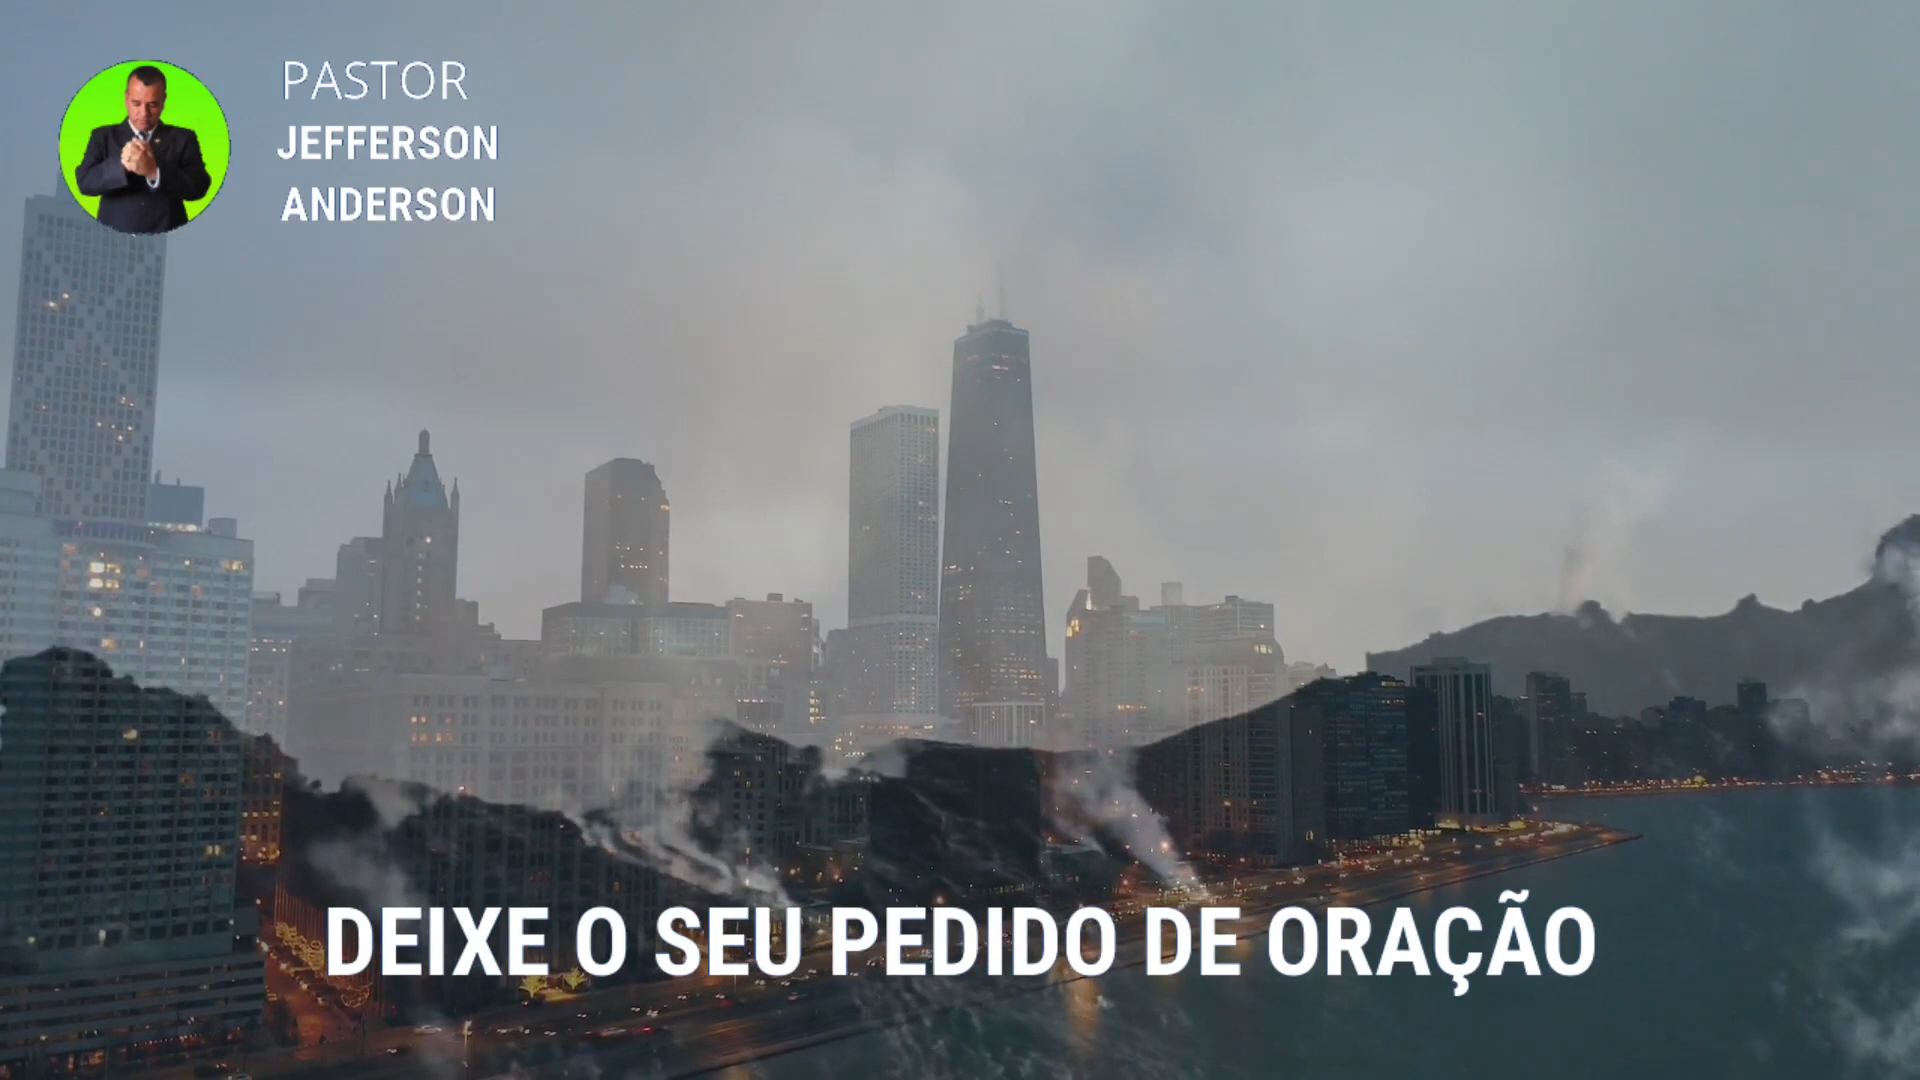 PASTOR
JEFFERSON
ANDERSON
DEIXE O SEU PEDIDO DE ORAÇÃO